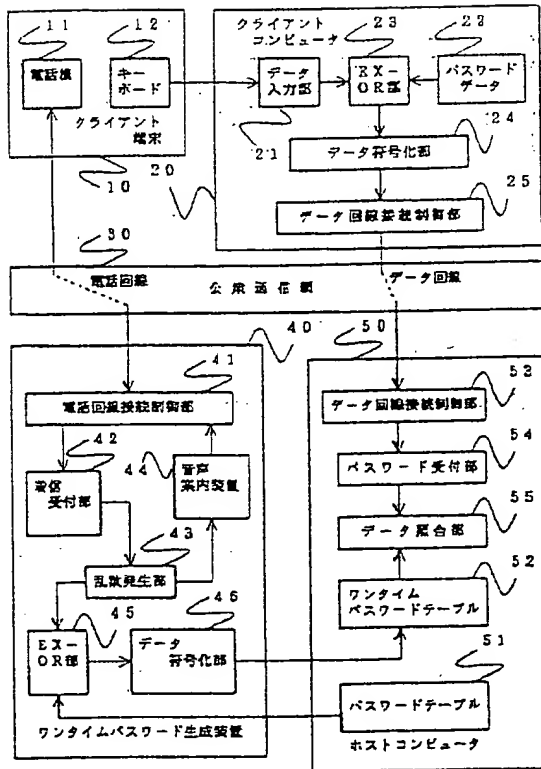 11
12
電話機
キー
ボード
クライアント
端末
10
クライアント
コンピュータ
23
22
データ
入力部
EX-
OR部
パスワード
データ
21
24
データ符号化部
20
25
データ回線接続制御部
30
電話回線
公衆通信網
データ回線
40
50
41
電話回線接続制御部
42
着信
受付部
44
音声
案内装置
43
乱数発生部
45
46
EX-
OR部
データ
符号化部
ワンタイムパスワード生成装置
53
データ回線接続制御部
54
パスワード受付部
55
データ照合部
52
ワンタイム
パスワードテーブル
51
パスワードテーブル
ホストコンピュータ